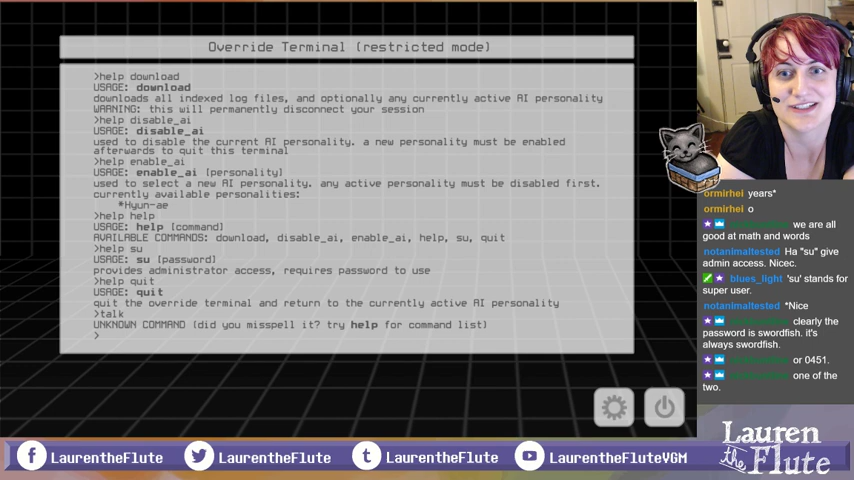 Override Terminal (restricted mode)
>help download
USAGE: download
downloads all indexed log files, and optionally any currently active AI personality
WARNING: this will permanently disconnect your session
>help disable_ai
USAGE: disable_ai
used to disable the current AI personality. a new personality must be enabled
afterwards to quit this terminal
>help enable_ai
USAGE: enable_ai [personality]
used to select a new AI personality. any active personality must be disabled first.
currently available personalities:
*Hyun-ae
>help help
USAGE: help [command]
AVAILABLE COMMANDS: download, disable_ai, enable_ai, help, su, quit
>help su
USAGE: su [password]
provides administrator access, requires password to use
>help quit
USAGE: quit
quit the override terminal and return to the currently active AI personality
>talk
UNKNOWN COMMAND (did you misspell it? try help for command list)
>
ormirhei years*
ormirhei o
we are all
good at math and words
notanimaltested Ha "su" give
admin access. Nicec.
blues_light 'su' stands for
super user.
notanimaltested *Nice
clearly the
password is swordfish. it's
always swordfish.
or 0451.
one of the
two.
LaurentheFlute
LaurentheFlute
LaurentheFlute
LaurentheFluteVGM
Lauren
the Flute